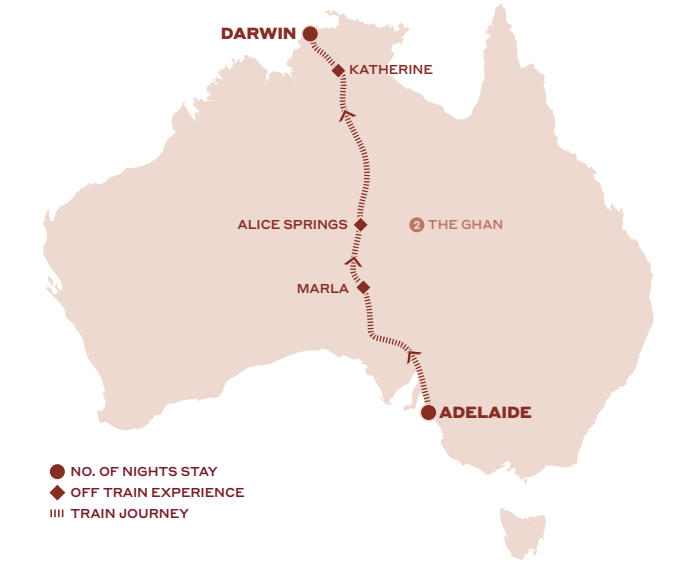 DARWIN
KATHERINE
ALICE SPRINGS
2 THE GHAN
MARLA
ADELAIDE
NO. OF NIGHTS STAY
OFF TRAIN EXPERIENCE
TRAIN JOURNEY